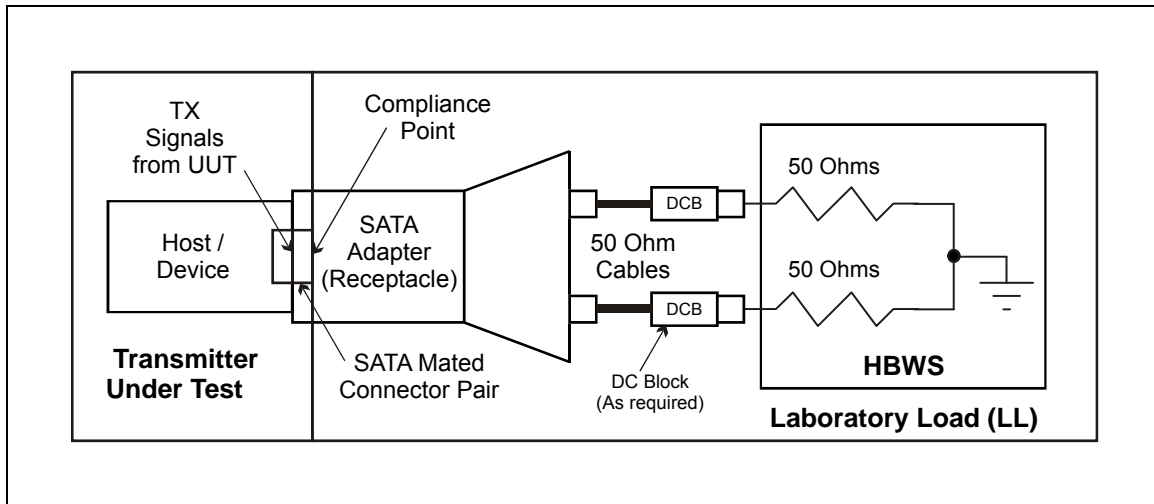 TX
Signals
from UUT
Compliance
Point
Host /
Device
SATA
Adapter
(Receptacle)
SATA Mated
Connector Pair
Transmitter
Under Test
DCB
50 Ohm
Cables
DCB
DC Block
(As required)
50 Ohms
50 Ohms
HBWS
Laboratory Load (LL)